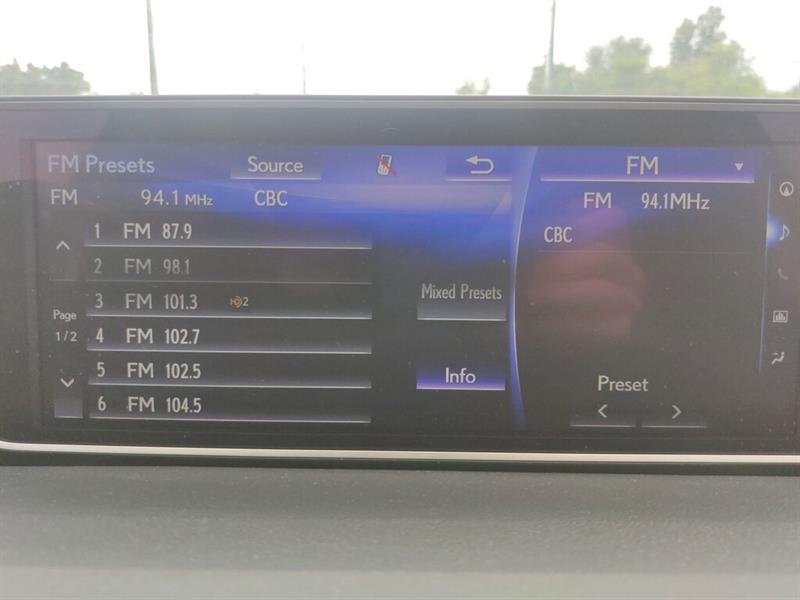 FM Presets Source FM
FM 94.1 MHz CBC
FM 94.1MHz
CBC
1 FM 87.9
2 FM 98.1
3 FM 101.3 HD 2
4 FM 102.7
5 FM 102.5
6 FM 104.5
Page
1/2
Mixed Presets
Info
Preset